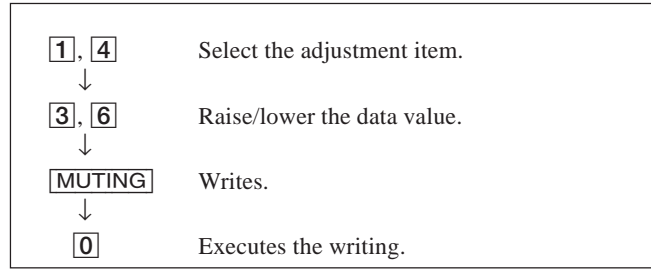 1, 4 Select the adjustment item.
↓
3, 6 Raise/lower the data value.
↓
MUTING Writes.
↓
0 Executes the writing.